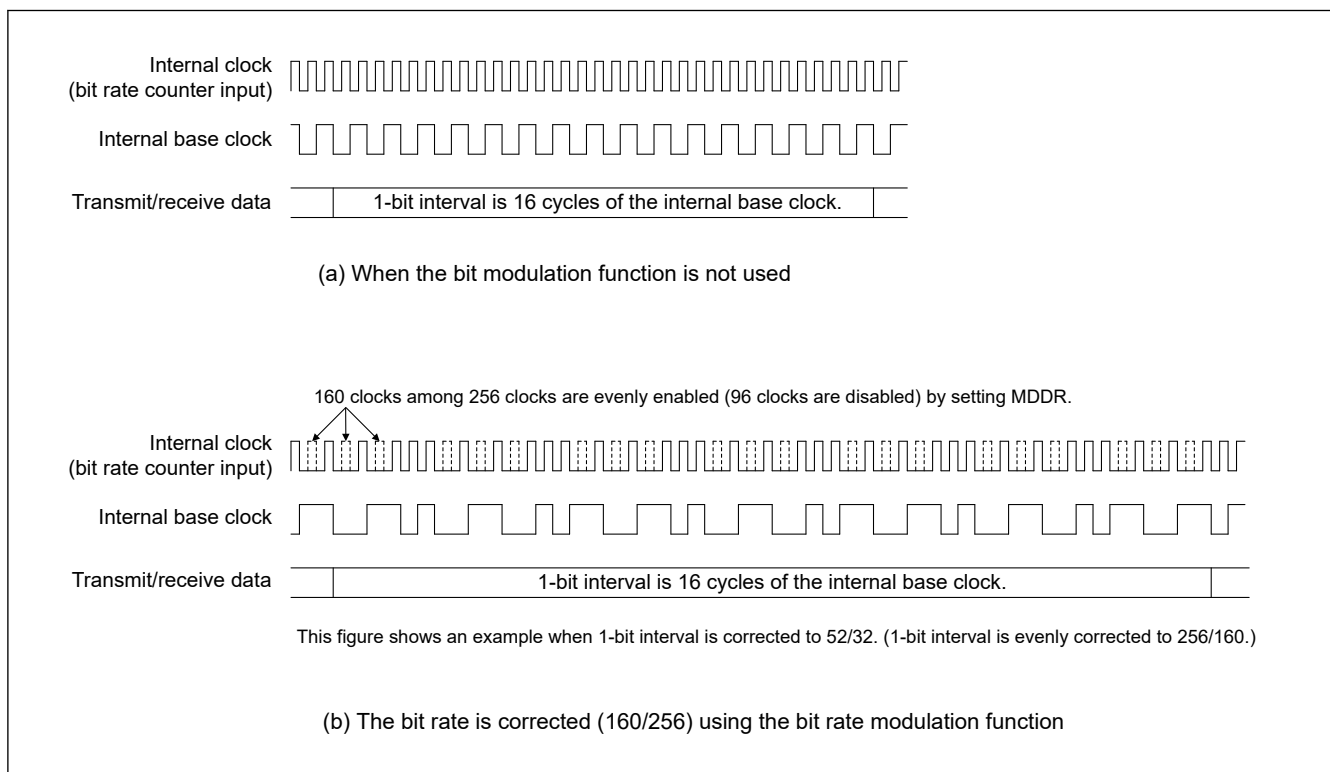 Internal clock
(bit rate counter input)
Internal base clock
Transmit/receive data
1-bit interval is 16 cycles of the internal base clock.
(a) When the bit modulation function is not used
160 clocks among 256 clocks are evenly enabled (96 clocks are disabled) by setting MDDR.
Internal clock
(bit rate counter input)
Internal base clock
Transmit/receive data
1-bit interval is 16 cycles of the internal base clock.
This figure shows an example when 1-bit interval is corrected to 52/32. (1-bit interval is evenly corrected to 256/160.)
(b) The bit rate is corrected (160/256) using the bit rate modulation function